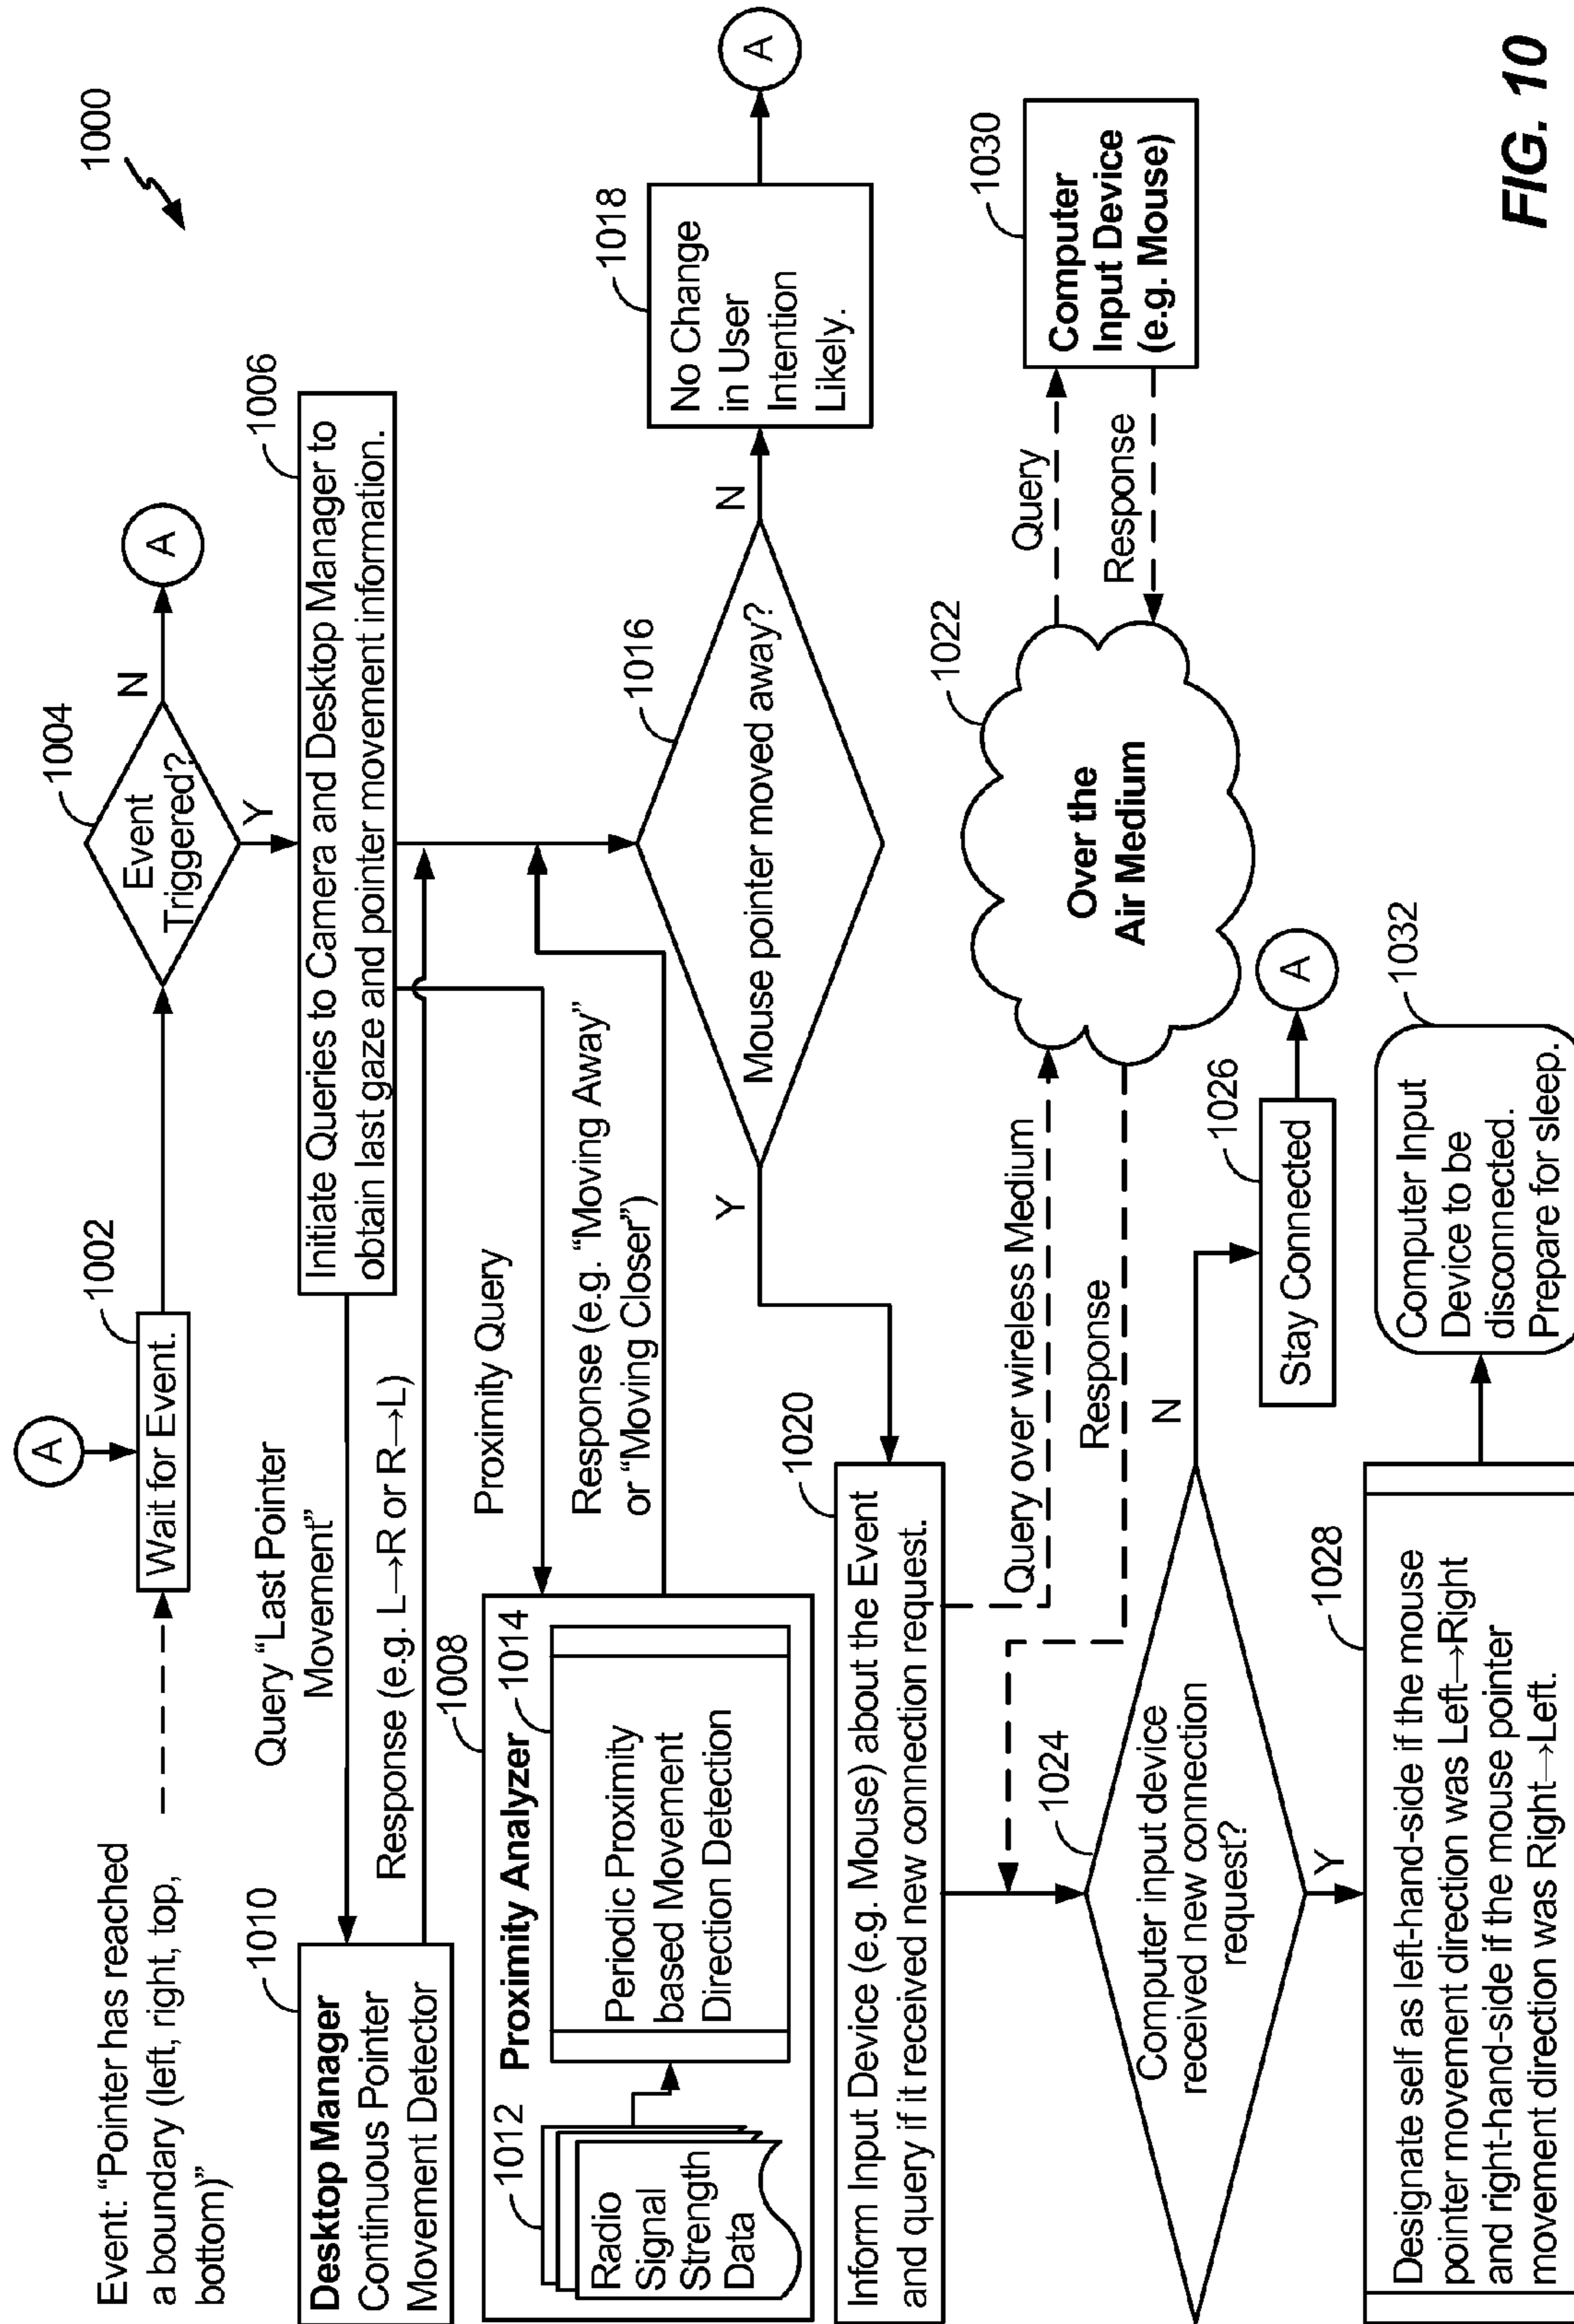 1000
A
Event: “Pointer has reached
a boundary (left, right, top,
bottom)”
1002
Wait for Event.
1004
Event
Triggered?
N
A
Y
1006
Initiate Queries to Camera and Desktop Manager to
obtain last gaze and pointer movement information.
Query “Last Pointer
Movement”
1010
Desktop Manager
Continuous Pointer
Movement Detector
Response (e.g. L→R or R→L)
Proximity Query
1008
Proximity Analyzer
1012
Radio
Signal
Strength
Data
1014
Periodic Proximity
based Movement
Direction Detection
Response (e.g. “Moving Away”
or “Moving Closer”)
1016
Mouse pointer moved away?
N
1018
No Change
in User
Intention
Likely.
A
Y
1020
Inform Input Device (e.g. Mouse) about the Event
and query if it received new connection request.
Query over wireless Medium
Response
1022
Over the
Air Medium
Query
Response
1030
Computer
Input Device
(e.g. Mouse)
1024
Computer input device
received new connection
request?
N
1026
Stay Connected
A
Y
1028
Designate self as left-hand-side if the mouse
pointer movement direction was Left→Right
and right-hand-side if the mouse pointer
movement direction was Right→Left.
1032
Computer Input
Device to be
disconnected.
Prepare for sleep.
FIG. 10